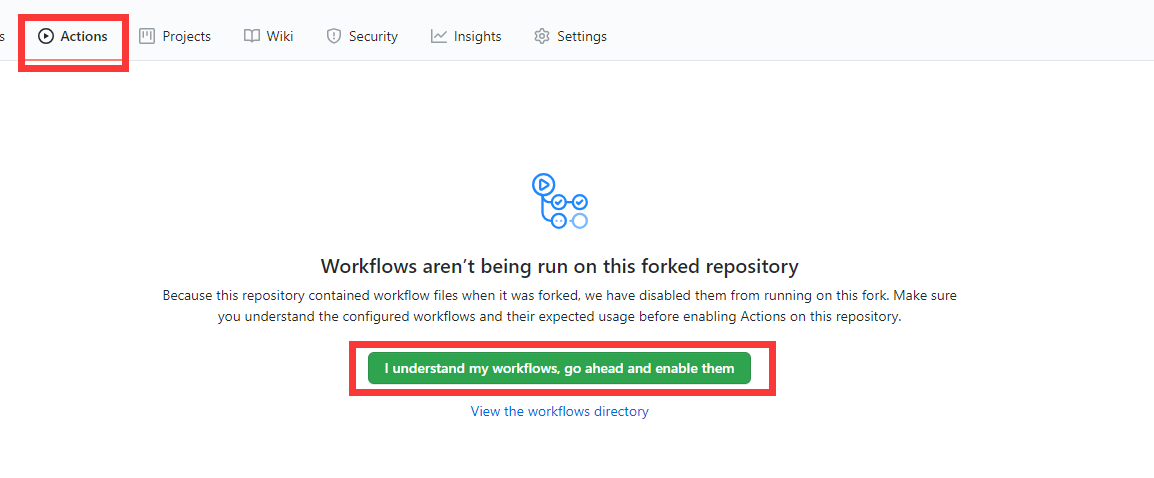 s Actions Projects Wiki Security Insights Settings
Workflows aren’t being run on this forked repository
Because this repository contained workflow files when it was forked, we have disabled them from running on this fork. Make sure
you understand the configured workflows and their expected usage before enabling Actions on this repository.
I understand my workflows, go ahead and enable them
View the workflows directory